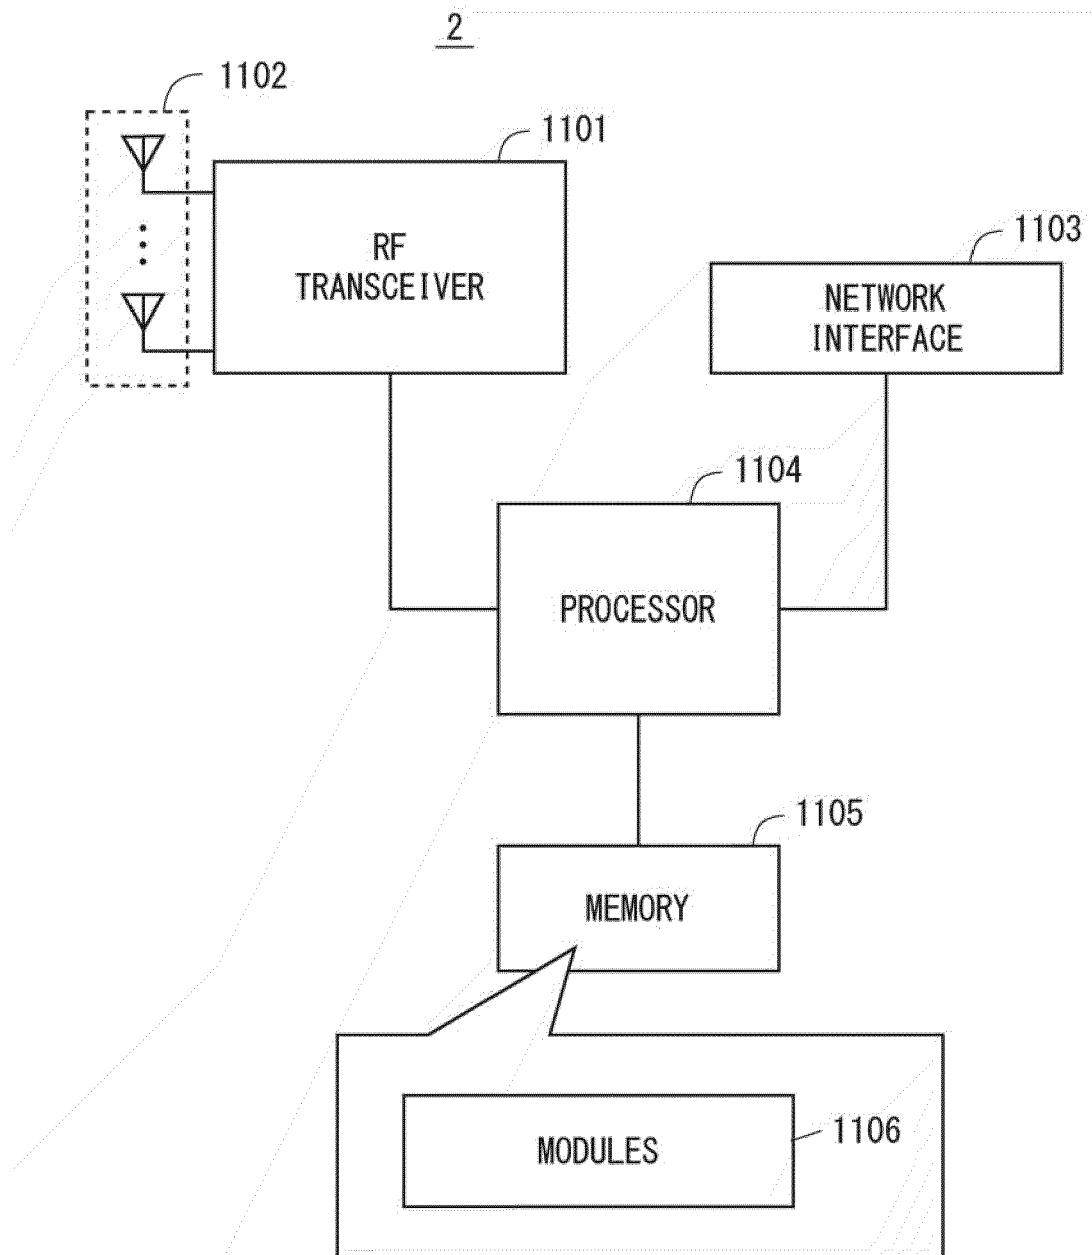 2
1102
1101
RF
TRANSCEIVER
1103
NETWORK
INTERFACE
1104
PROCESSOR
1105
MEMORY
MODULES
1106